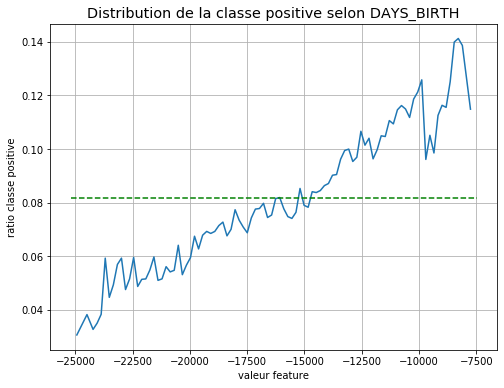 Distribution de la classe positive selon DAYS_BIRTH
0.14
0.12
0.10
0.08
0.06
0.04
ratio classe positive
−25000 −22500 −20000 −17500 −15000 −12500 −10000 −7500
valeur feature